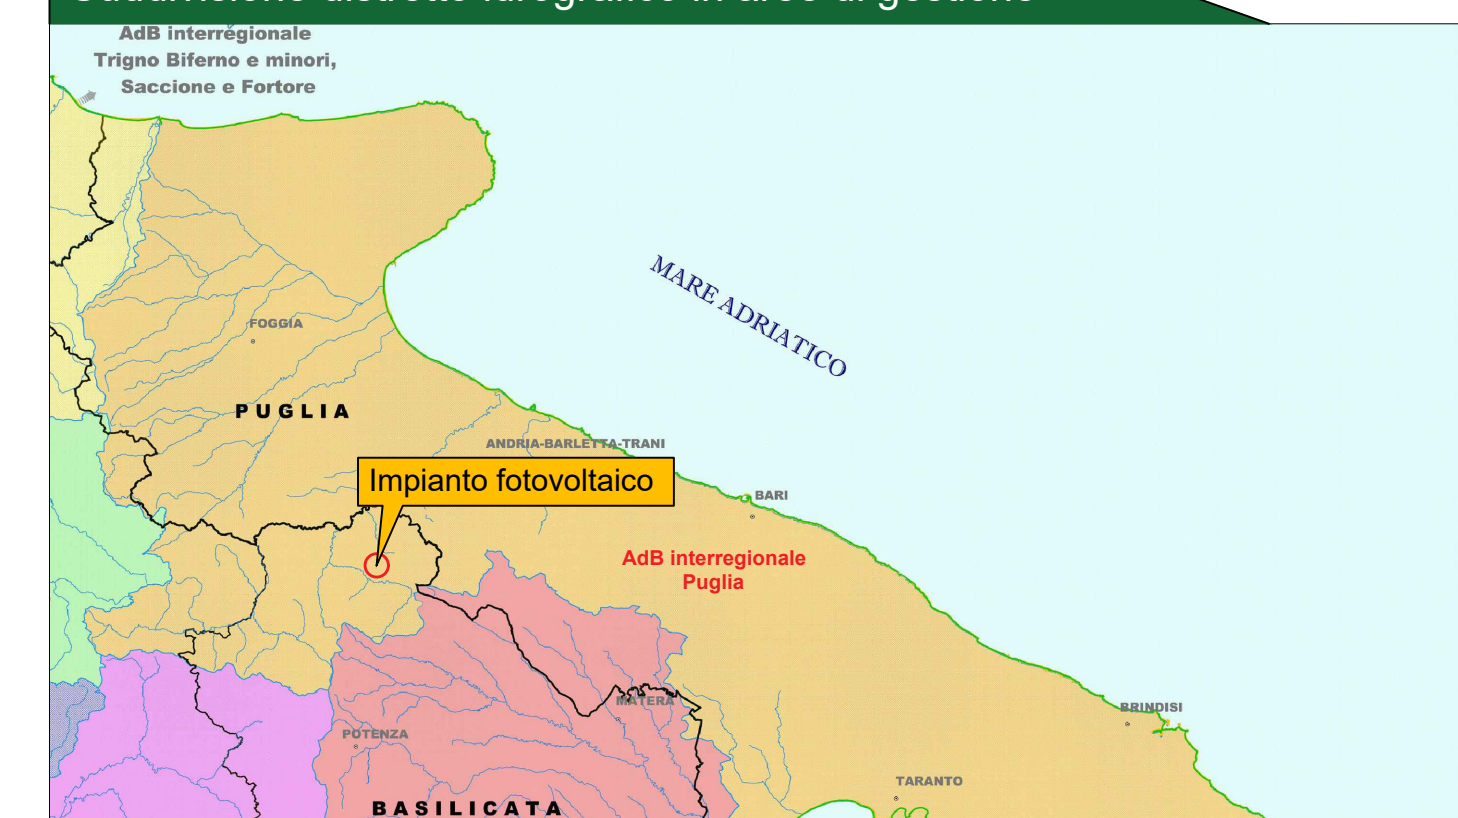 AdB interregionale
Trigno Biferno e minori,
Saccione e Fortore
MARE ADRIATICO
FOGGIA
PUGLIA
ANDRIA-BARLETTA-TRANI
Impianto fotovoltaico
BARI
AdB interregionale
Puglia
MATERA
BRINDISI
POTENZA
TARANTO
BASILICATA